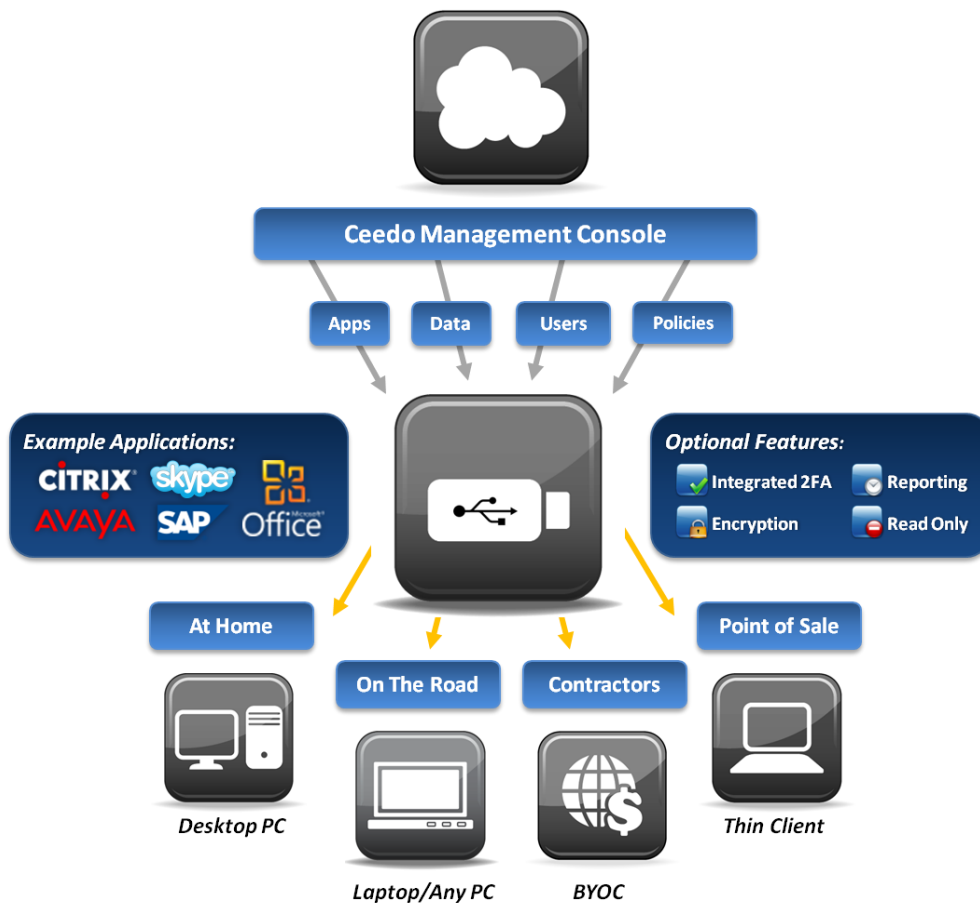 Ceedo Management Console
Apps
Data
Users
Policies
Example Applications:
CITRIX
skype
AVAYA
SAP
Microsoft
Office
Optional Features:
Integrated 2FA
Reporting
Encryption
Read Only
At Home
Point of Sale
On The Road
Contractors
Desktop PC
Thin Client
Laptop/Any PC
BYOC